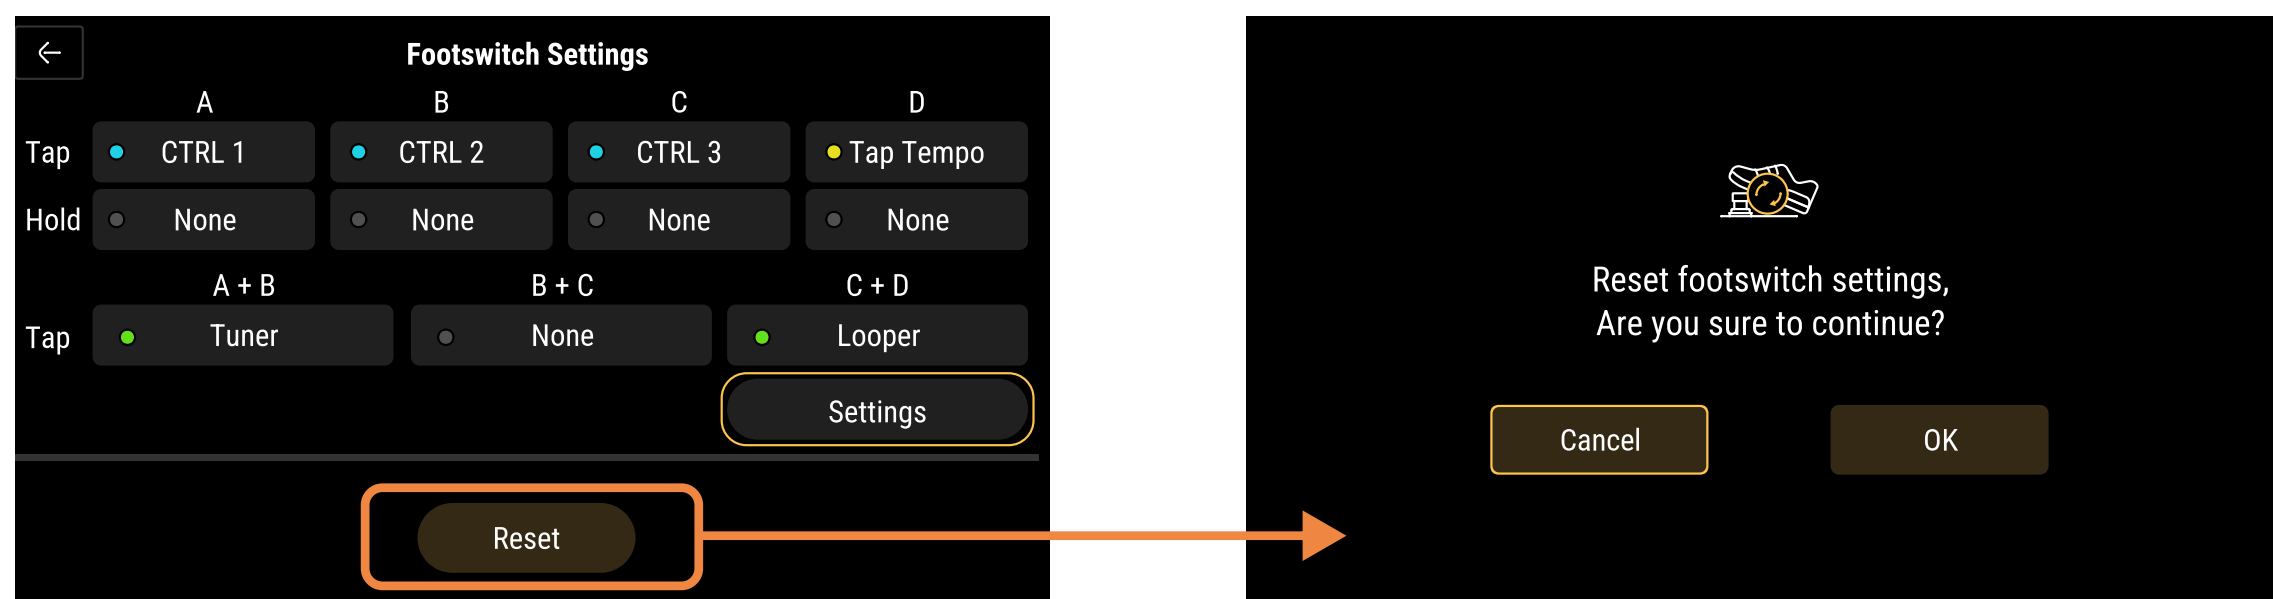 Footswitch Settings
A B C D
Tap CTRL 1 CTRL 2 CTRL 3 Tap Tempo
Hold None None None None
A + B B + C C + D
Tap Tuner None Looper
Settings
Reset
Reset footswitch settings,
Are you sure to continue?
Cancel OK